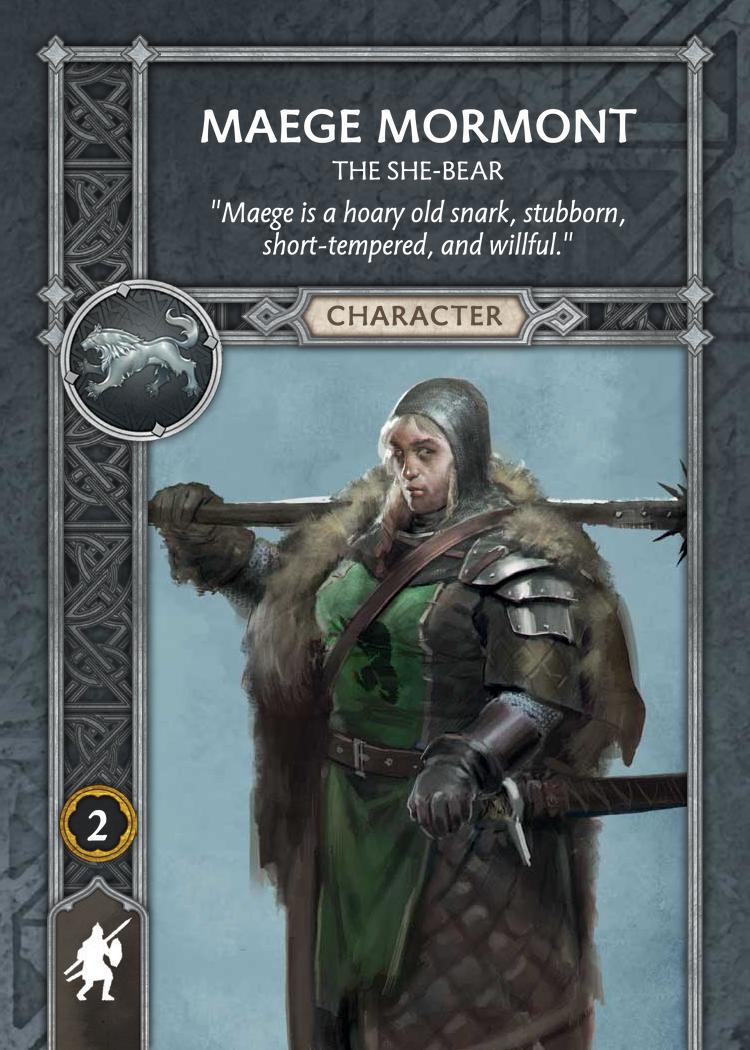 MAEGE MORMONT
THE SHE-BEAR
"Maege is a hoary old snark, stubborn,
short-tempered, and willful."
CHARACTER
2